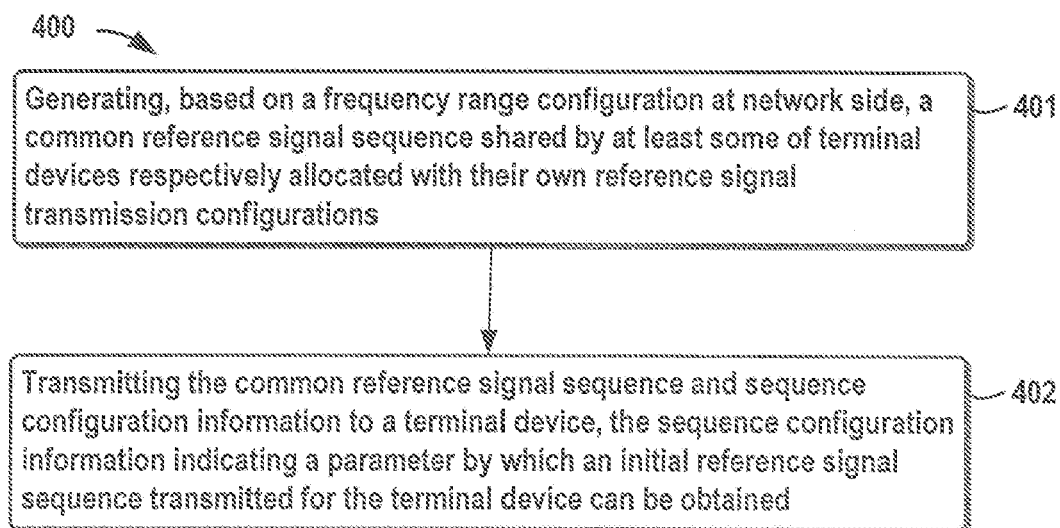 400
Generating, based on a frequency range configuration at network side, a
common reference signal sequence shared by at least some of terminal
devices respectively allocated with their own reference signal
transmission configurations
401
Transmitting the common reference signal sequence and sequence
configuration information to a terminal device, the sequence configuration
information indicating a parameter by which an initial reference signal
sequence transmitted for the terminal device can be obtained
402